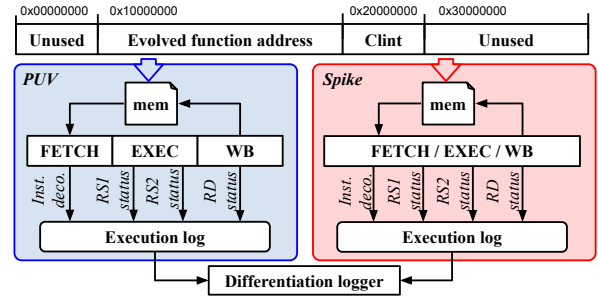 0x00000000 0x10000000 0x20000000 0x30000000
Unused Evolved function address Clint Unused
PUV Spike
mem mem
FETCH EXEC WB FETCH / EXEC / WB
Inst. deco. RS1 status RS2 status RD status Inst. deco. RS1 status RS2 status RD status
Execution log Execution log
Differentiation logger